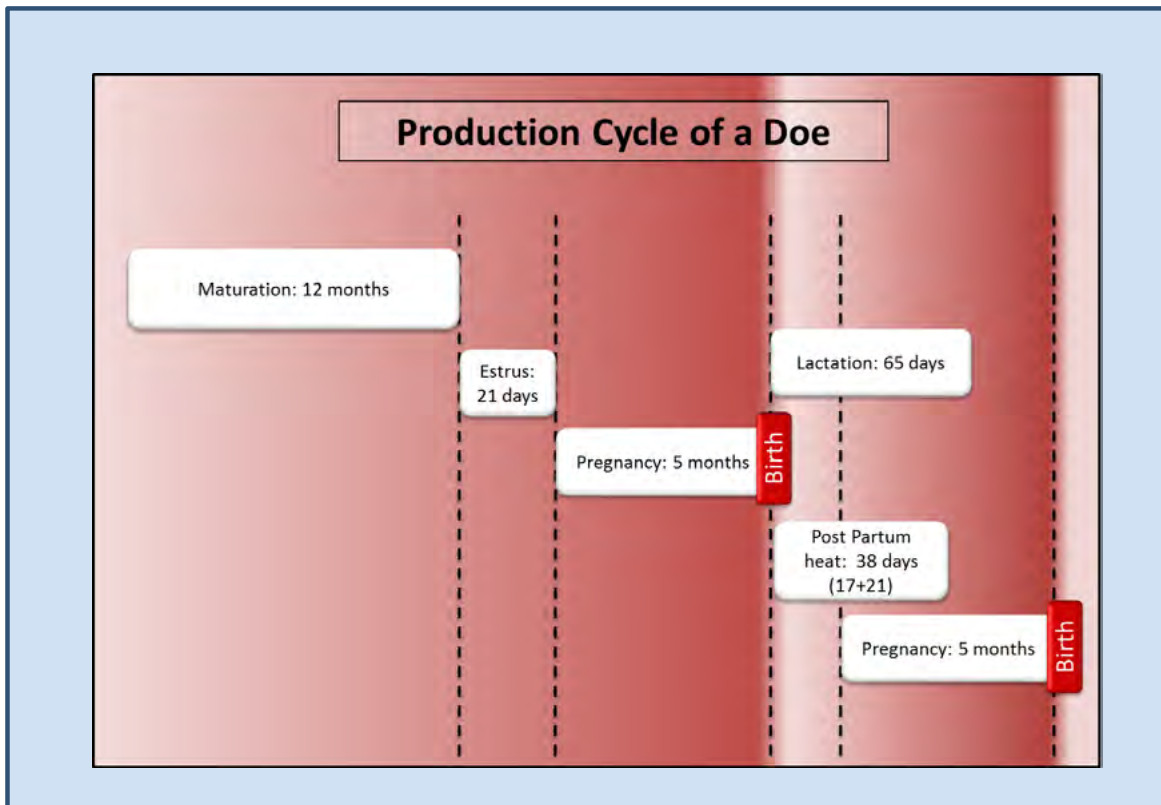 Production Cycle of a Doe
Maturation: 12 months
Estrus:
21 days
Lactation: 65 days
Pregnancy: 5 months
Birth
Post Partum
heat:  38 days
(17+21)
Pregnancy: 5 months
Birth